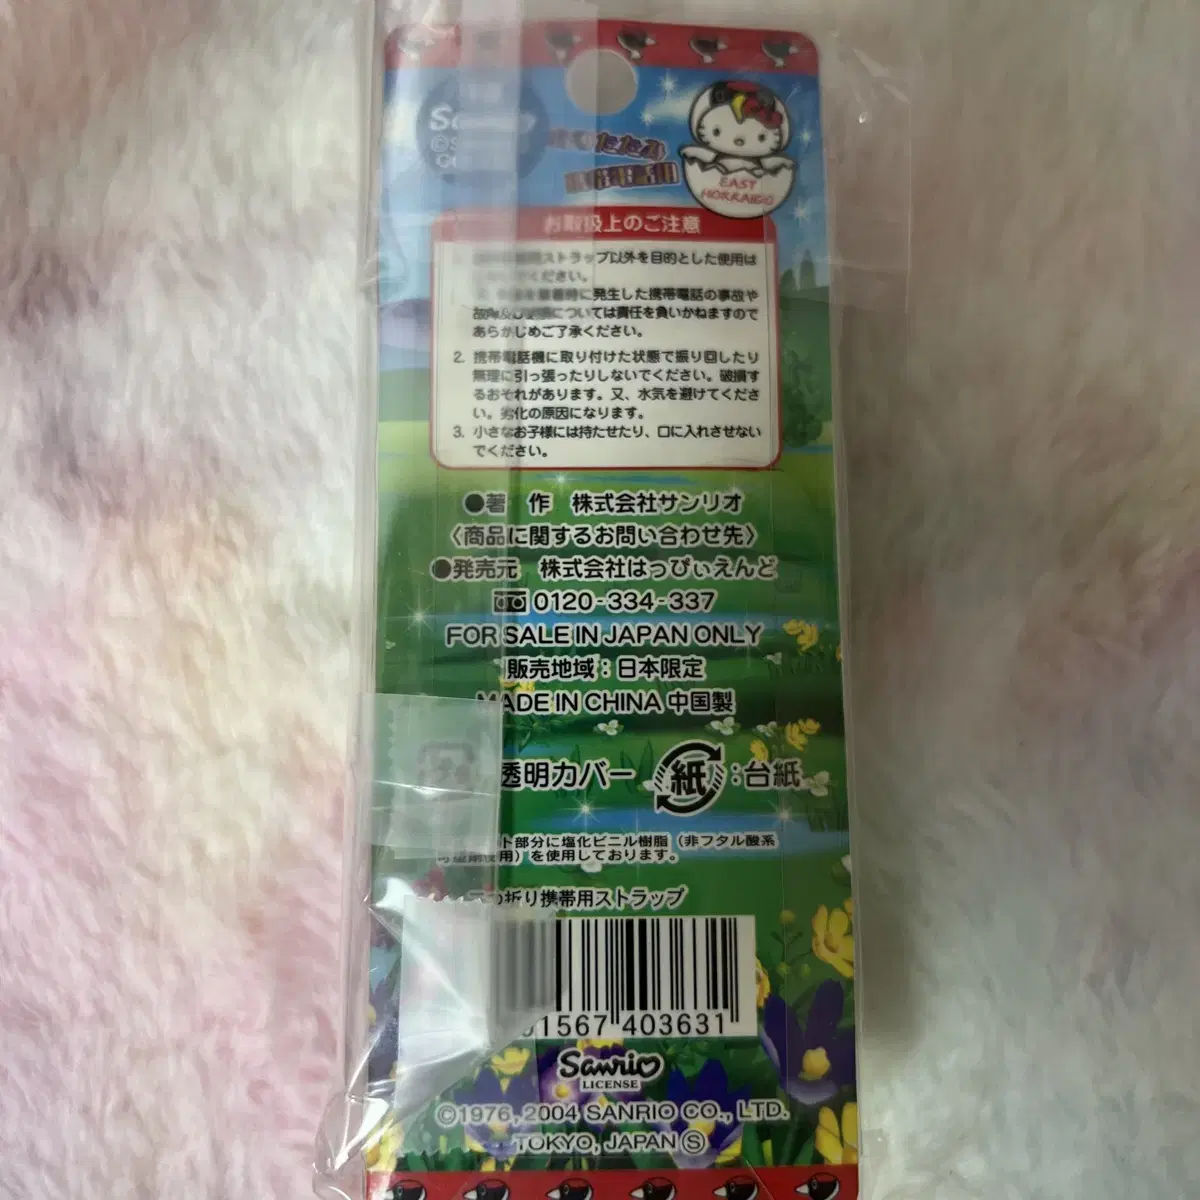 EAST
HOKKAIDO
お取扱上のご注意
ストラップ以外を目的とした使用は
ください。
に発生した携帯電話の事故や
については責任を負いかねますので
あらかじめご了承ください。
2. 携帯電話機に取り付けた状態で振り回したり
無理に引っ張ったりしないでください。破損す
るおそれがあります。又、水気を避けてくださ
い。劣化の原因になります。
3. 小さなお子様には持たせたり、口に入れさせない
でください。
●著 作 株式会社サンリオ
〈商品に関するお問い合わせ先〉
●発売元 株式会社はっぴぃえんど
0120-334-337
FOR SALE IN JAPAN ONLY
販売地域：日本限定
MADE IN CHINA 中国製
透明カバー 紙：台紙
部分に塩化ビニル樹脂（非フタル酸系
を使用しております。
折り携帯用ストラップ
1567 403631
Sanrio
LICENSE
©1976, 2004 SANRIO CO., LTD.
TOKYO, JAPAN Ⓢ